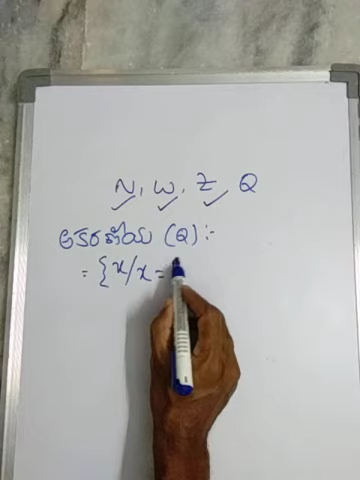 N, W, Z, Q
అకరణీయ (Q) :-
= {x/x =